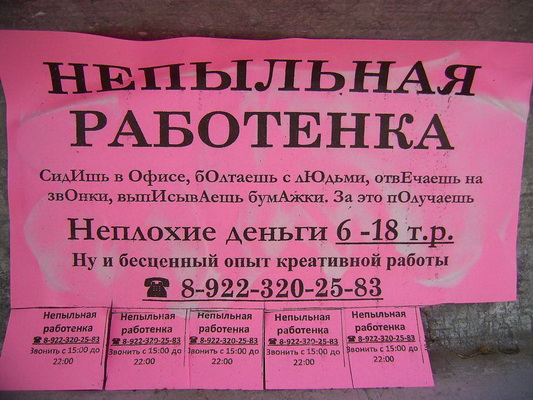 НЕПЫЛЬНАЯ
РАБОТЕНКА
СидИшь в Офисе, бОлтаешь с лЮдьми, отвЕчаешь на
звОнки, выпИсывАешь бумАжки. За это пОлучаешь
Неплохие деньги 6 -18 т.р.
Ну и бесценный опыт креативной работы
☎ 8-922-320-25-83
Непыльная
работенка
☎ 8-922-320-25-83
Звонить с 15:00 до
22:00
Непыльная
работенка
☎ 8-922-320-25-83
Звонить с 15:00 до
22:00
Непыльная
работенка
☎ 8-922-320-25-83
Звонить с 15:00 до
22:00
Непыльная
работенка
☎ 8-922-320-25-83
Звонить с 15:00 до
22:00
Непыльная
работенка
☎ 8-922-320-25-83
Звонить с 15:00 до
22:00